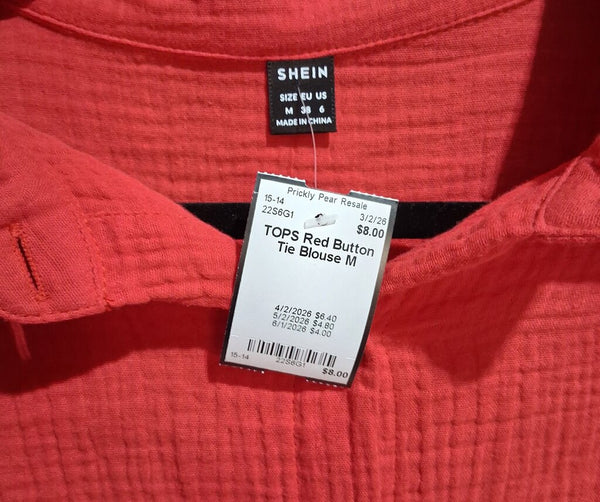 SHEIN
SIZE EU US
M 38 6
MADE IN CHINA
Prickly Pear Resale
15-14 3/2/26
22S6G1 $8.00
TOPS Red Button
Tie Blouse M
4/2/2026 $6.40
5/2/2026 $4.80
6/1/2026 $4.00
15-14 22S6G1 $8.00